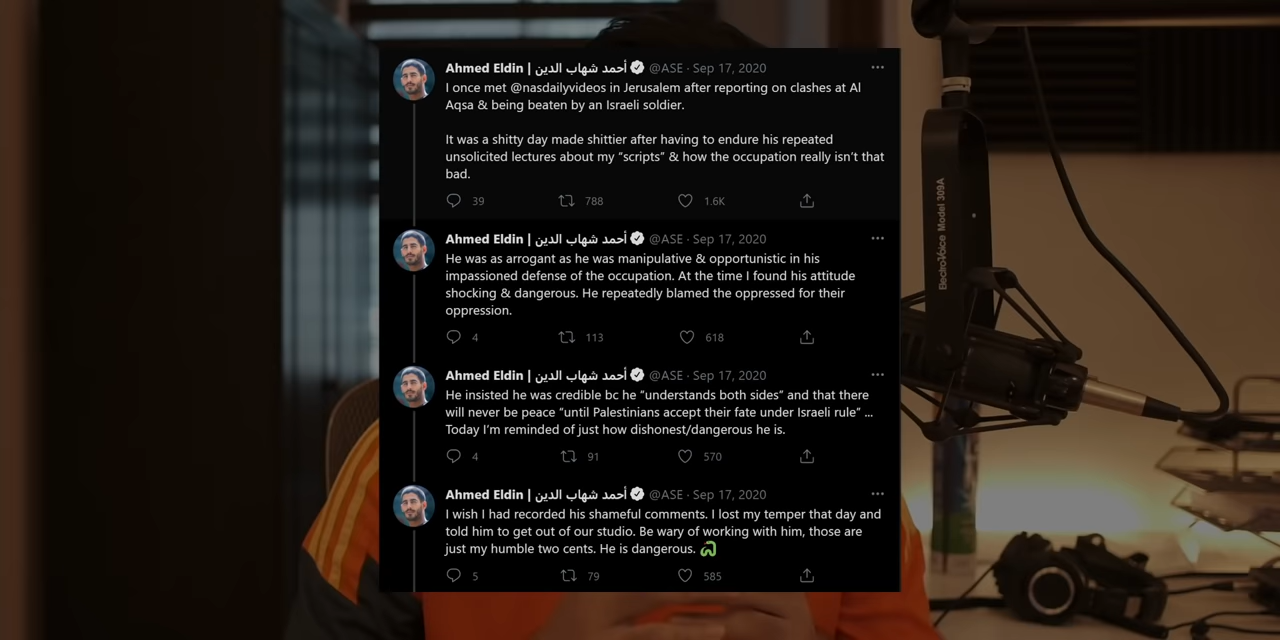 Ahmed Eldin | أحمد شهاب الدين @ASE · Sep 17, 2020
I once met @nasdailyvideos in Jerusalem after reporting on clashes at Al
Aqsa & being beaten by an Israeli soldier.
It was a shitty day made shittier after having to endure his repeated
unsolicited lectures about my “scripts” & how the occupation really isn’t that
bad.
39 788 1.6K
Ahmed Eldin | أحمد شهاب الدين @ASE · Sep 17, 2020
He was as arrogant as he was manipulative & opportunistic in his
impassioned defense of the occupation. At the time I found his attitude
shocking & dangerous. He repeatedly blamed the oppressed for their
oppression.
4 113 618
Ahmed Eldin | أحمد شهاب الدين @ASE · Sep 17, 2020
He insisted he was credible bc he “understands both sides” and that there
will never be peace “until Palestinians accept their fate under Israeli rule” ...
Today I’m reminded of just how dishonest/dangerous he is.
4 91 570
Ahmed Eldin | أحمد شهاب الدين @ASE · Sep 17, 2020
I wish I had recorded his shameful comments. I lost my temper that day and
told him to get out of our studio. Be wary of working with him, those are
just my humble two cents. He is dangerous. 🐍
5 79 585
Electro-Voice Model 309A